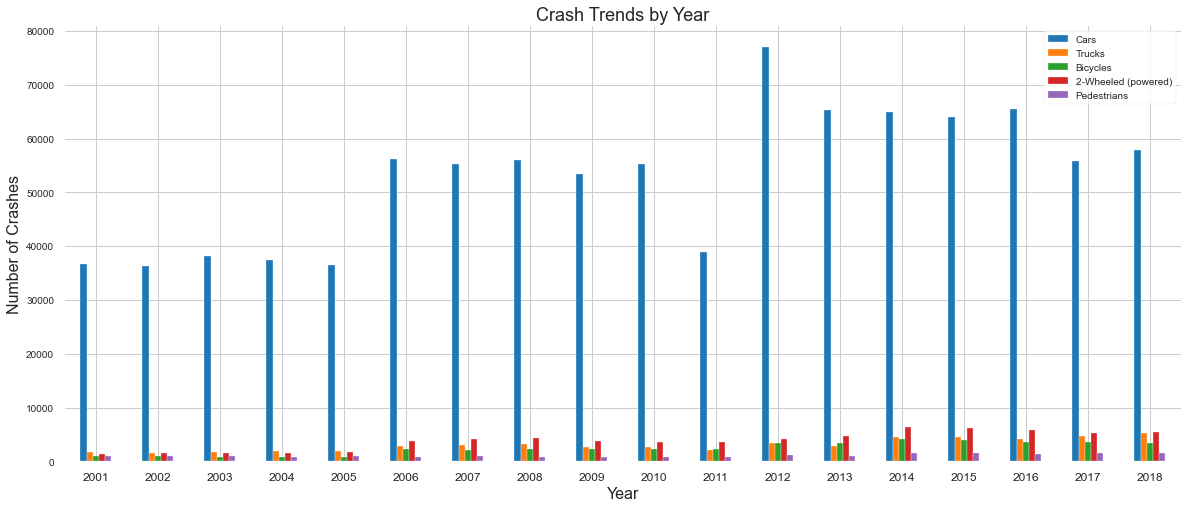 Crash Trends by Year
Number of Crashes
80000
70000
60000
50000
40000
30000
20000
10000
0
Cars
Trucks
Bicycles
2-Wheeled (powered)
Pedestrians
2001 2002 2003 2004 2005 2006 2007 2008 2009 2010 2011 2012 2013 2014 2015 2016 2017 2018
Year